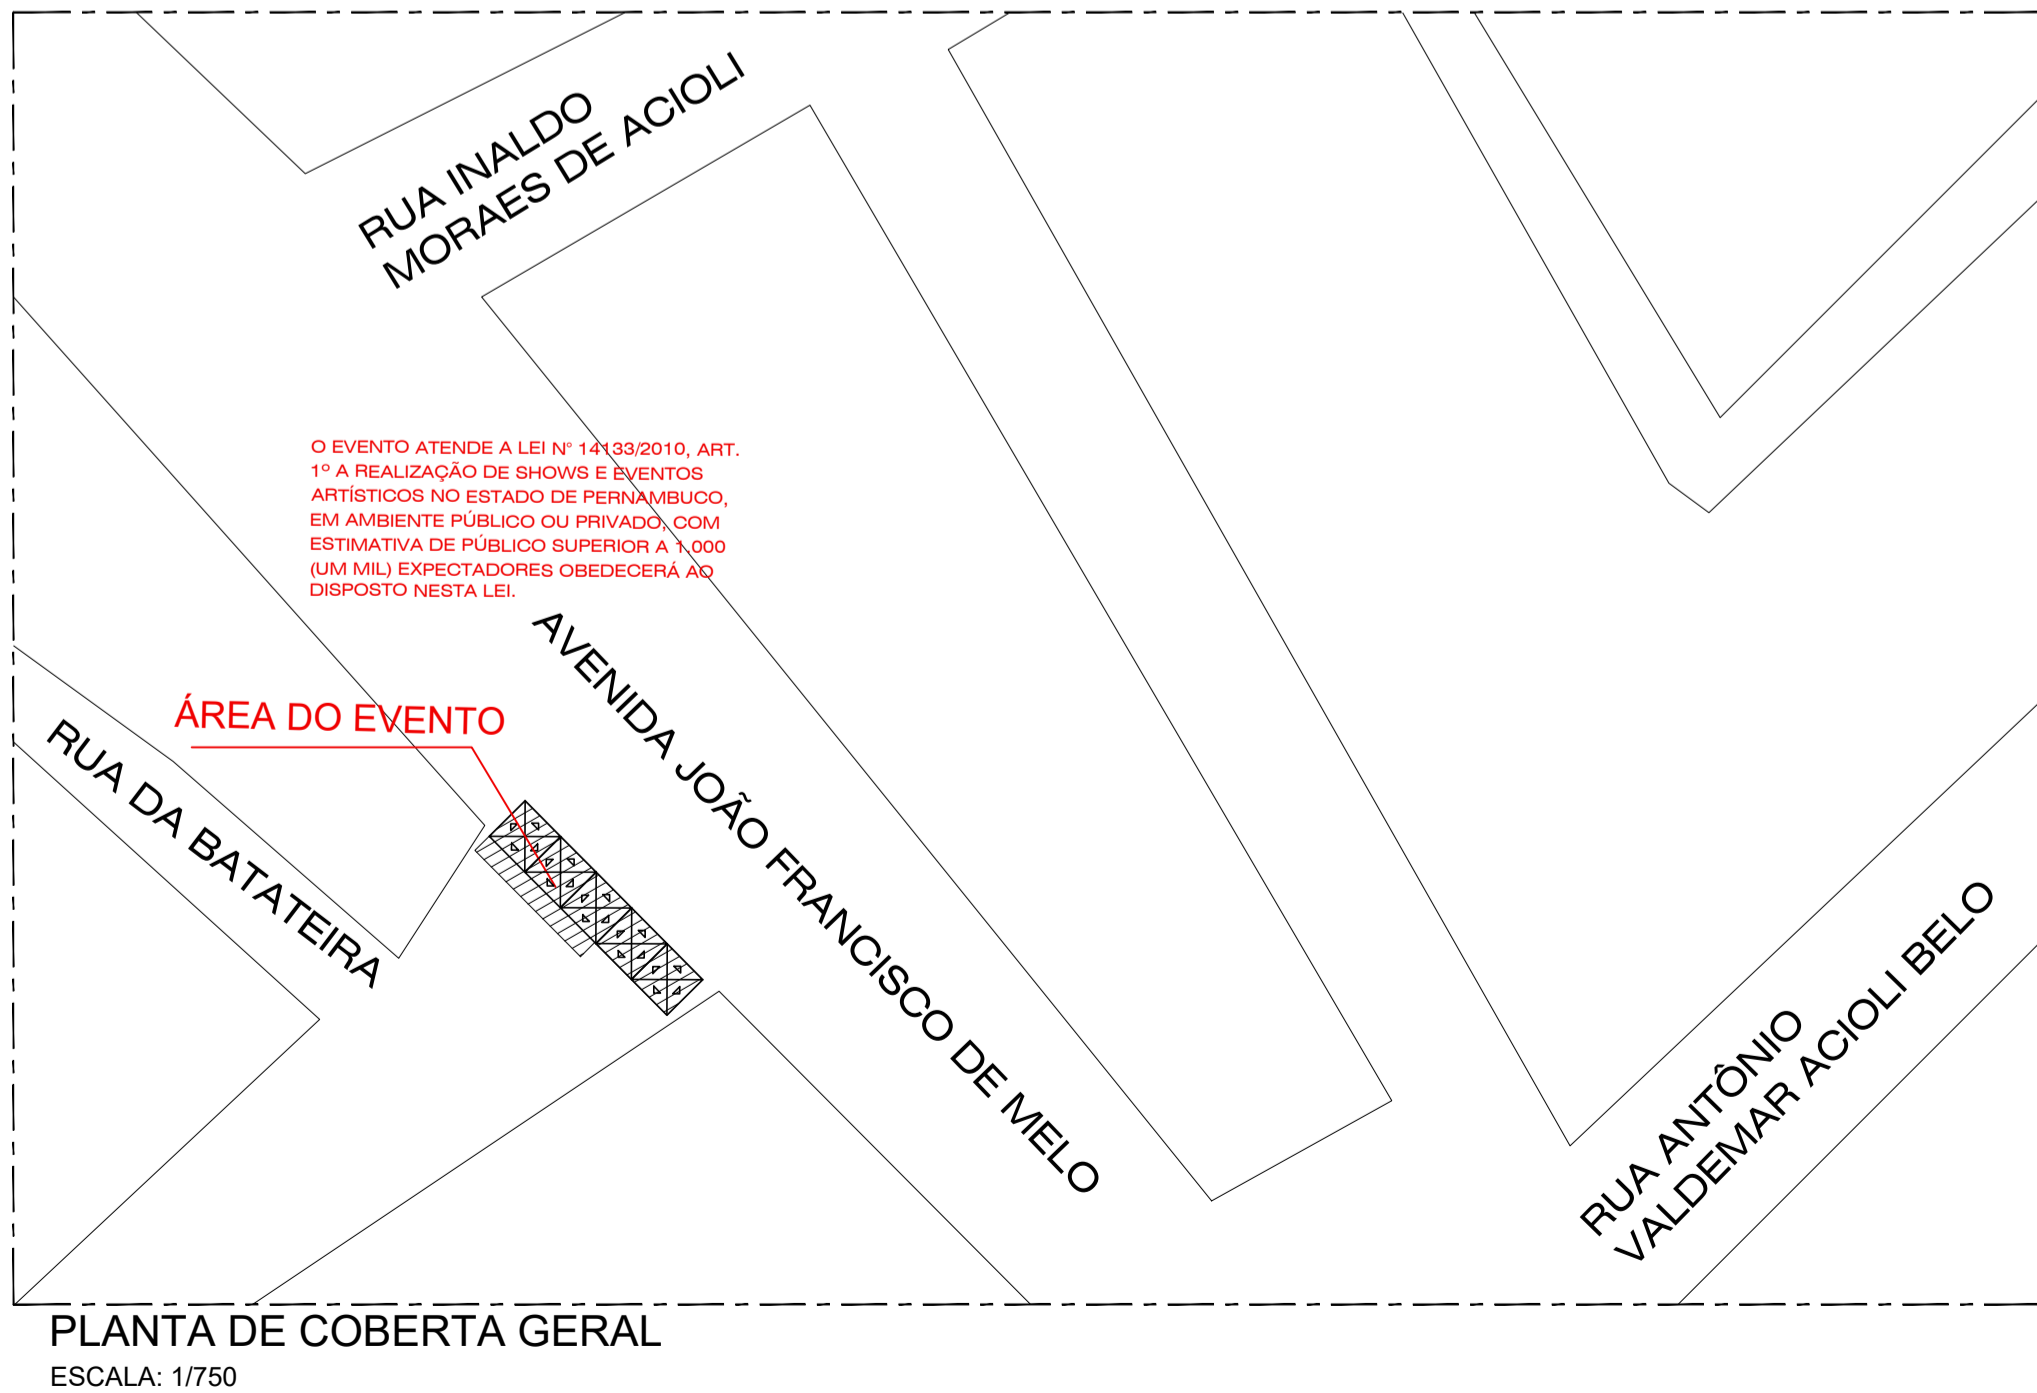 RUA INALDO
MORAES DE ACIOLI
O EVENTO ATENDE A LEI N° 14133/2010, ART.
1º A REALIZAÇÃO DE SHOWS E EVENTOS
ARTÍSTICOS NO ESTADO DE PERNAMBUCO,
EM AMBIENTE PÚBLICO OU PRIVADO, COM
ESTIMATIVA DE PÚBLICO SUPERIOR A 1.000
(UM MIL) EXPECTADORES OBEDECERÁ AO
DISPOSTO NESTA LEI.
AVENIDA JOÃO FRANCISCO DE MELO
ÁREA DO EVENTO
RUA DA BATATEIRA
RUA ANTÔNIO
VALDEMAR ACIOLI BELO
PLANTA DE COBERTA GERAL
ESCALA: 1/750